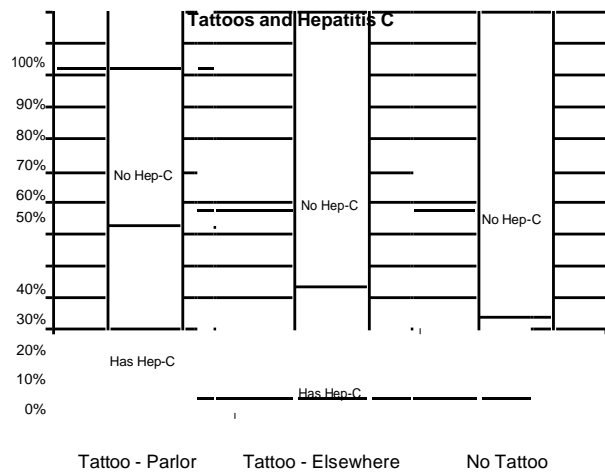 Tattoos and Hepatitis C
100%
90%
80%
70%
60%
50%
40%
30%
20%
10%
0%
No Hep-C
No Hep-C
No Hep-C
Has Hep-C
Has Hep-C
Tattoo - Parlor
Tattoo - Elsewhere
No Tattoo